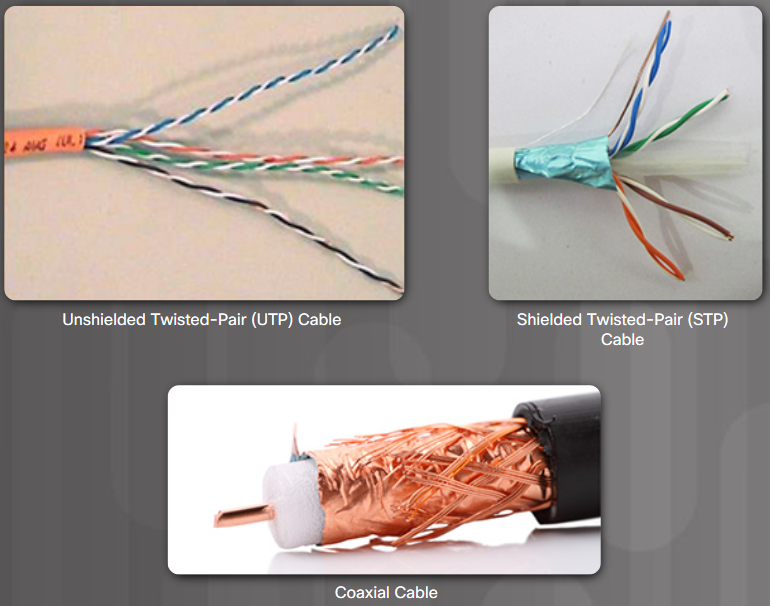 Unshielded Twisted-Pair (UTP) Cable
Shielded Twisted-Pair (STP)
Cable
Coaxial Cable